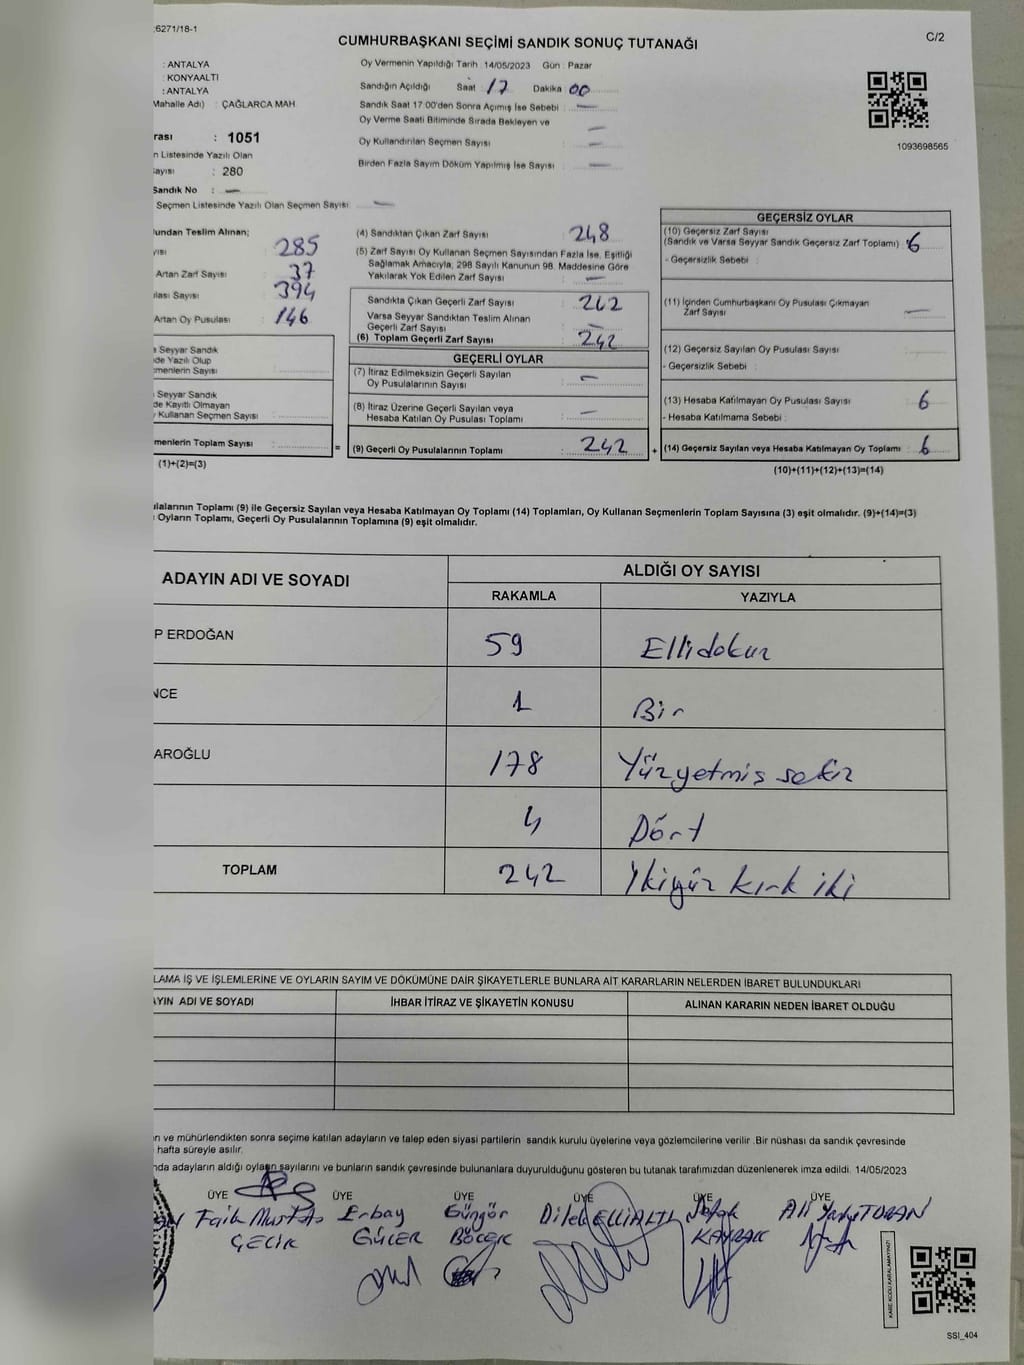 6271/18-1
C/2
CUMHURBAŞKANI SEÇİMİ SANDIK SONUÇ TUTANAĞI
: ANTALYA
: KONYAALTI
: ANTALYA
Mahalle Adı) : ÇAĞLARCA MAH.
Oy Vermenin Yapıldığı Tarih 14/05/2023 Gün : Pazar
Sandığın Açıldığı Saat : 17 Dakika : 00
Sandık Saat 17 00'den Sonra Açımış İse Sebebi : —
Oy Verme Saati Bitiminde Sırada Bekleyen ve
Oy Kullandırılan Seçmen Sayısı : —
Birden Fazla Sayım Döküm Yapılmış İse Sayısı : —
1093698565
rası : 1051
n Listesinde Yazılı Olan
ayısı : 280
Sandık No : —
Seçmen Listesinde Yazılı Olan Seçmen Sayısı : —
undan Teslim Alınan;
yısı : 285
Artan Zarf Sayısı : 37
ılası Sayısı : 394
Artan Oy Pusulası : 146
(4) Sandıktan Çıkan Zarf Sayısı : 248
(5) Zarf Sayısı Oy Kullanan Seçmen Sayısından Fazla İse, Eşitliği
Sağlamak Amacıyla, 298 Sayılı Kanunun 98. Maddesine Göre
Yakılarak Yok Edilen Zarf Sayısı : —
Sandıkta Çıkan Geçerli Zarf Sayısı : 242
Varsa Seyyar Sandıktan Teslim Alınan
Geçerli Zarf Sayısı : —
(6) Toplam Geçerli Zarf Sayısı : 242
GEÇERLİ OYLAR
(7) İtiraz Edilmeksizin Geçerli Sayılan
Oy Pusulalarının Sayısı : —
(8) İtiraz Üzerine Geçerli Sayılan veya
Hesaba Katılan Oy Pusulası Toplamı : —
(9) Geçerli Oy Pusulalarının Toplamı : 242
GEÇERSİZ OYLAR
(10) Geçersiz Zarf Sayısı
(Sandık ve Varsa Seyyar Sandık Geçersiz Zarf Toplamı) : 6
- Geçersizlik Sebebi :
(11) İçinden Cumhurbaşkanı Oy Pusulası Çıkmayan
Zarf Sayısı : —
(12) Geçersiz Sayılan Oy Pusulası Sayısı :
- Geçersizlik Sebebi :
(13) Hesaba Katılmayan Oy Pusulası Sayısı : 6
- Hesaba Katılmama Sebebi :
+ (14) Geçersiz Sayılan veya Hesaba Katılmayan Oy Toplamı : 6
(10)+(11)+(12)+(13)=(14)
a Seyyar Sandık
de Yazılı Olup
menlerin Sayısı :
Seyyar Sandık
de Kayıtlı Olmayan
y Kullanan Seçmen Sayısı :
menlerin Toplam Sayısı : =
(1)+(2)=(3)
ulalarının Toplamı (9) ile Geçersiz Sayılan veya Hesaba Katılmayan Oy Toplamı (14) Toplamları, Oy Kullanan Seçmenlerin Toplam Sayısına (3) eşit olmalıdır. (9)+(14)=(3)
Oyların Toplamı, Geçerli Oy Pusulalarının Toplamına (9) eşit olmalıdır.
ADAYIN ADI VE SOYADI
ALDIĞI OY SAYISI
RAKAMLA YAZIYLA
P ERDOĞAN 59 Ellidokuz
NCE 1 Bir
AROĞLU 178 Yüzyetmiş sekiz
4 Dört
TOPLAM 242 İkiyüz kırk iki
LAMA İŞ VE İŞLEMLERİNE VE OYLARIN SAYIM VE DÖKÜMÜNE DAİR ŞİKAYETLERLE BUNLARA AİT KARARLARIN NELERDEN İBARET BULUNDUKLARI
AYIN ADI VE SOYADI İHBAR İTİRAZ VE ŞİKAYETİN KONUSU ALINAN KARARIN NEDEN İBARET OLDUĞU
rı ve mühürlendikten sonra seçime katılan adayların ve talep eden siyasi partilerin sandık kurulu üyelerine veya gözlemcilerine verilir .Bir nüshası da sandık çevresinde
hafta süreyle asılır.
nda adayların aldığı oyların sayılarını ve bunların sandık çevresinde bulunanlara duyurulduğunu gösteren bu tutanak tarafımızdan düzenlenerek imza edildi. 14/05/2023
ÜYE ÜYE ÜYE ÜYE ÜYE ÜYE
Faik Mustafa Erbay Güngör Dilek ELLİALTI Ali TURAN
ÇELİK GÜLER BÖCEK KAYRAK
KARE KODU KARALAMAYINIZ!
SSI_404